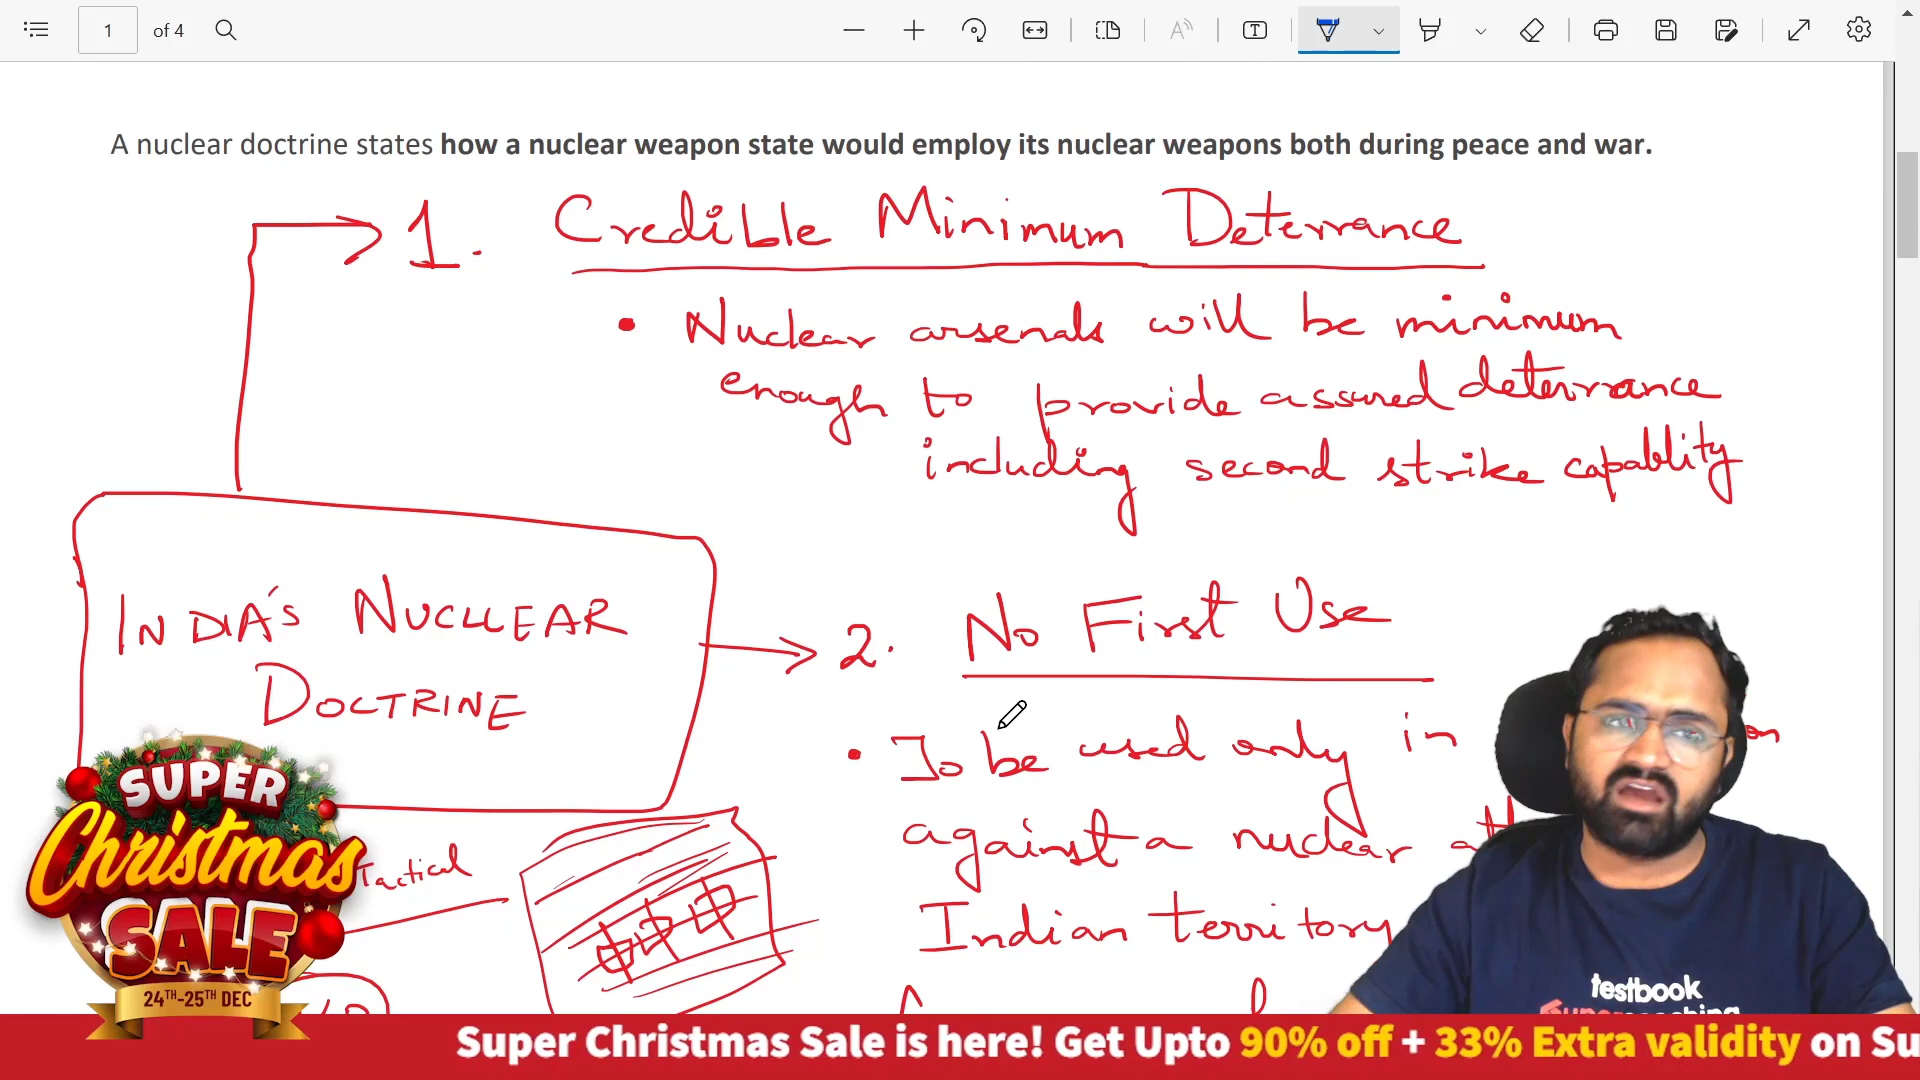 1 of 4
A nuclear doctrine states how a nuclear weapon state would employ its nuclear weapons both during peace and war.
1. Credible Minimum Deterrance
• Nuclear arsenals will be minimum
enough to provide assured deterrance
including second strike capablity
INDIA's NUCLEAR
DOCTRINE
2. No First Use
• To be used only in
on
against a nuclear
Indian territory
Tactical
SUPER
Christmas
SALE
24TH-25TH DEC
testbook
Super Christmas Sale is here! Get Upto 90% off + 33% Extra validity on Su